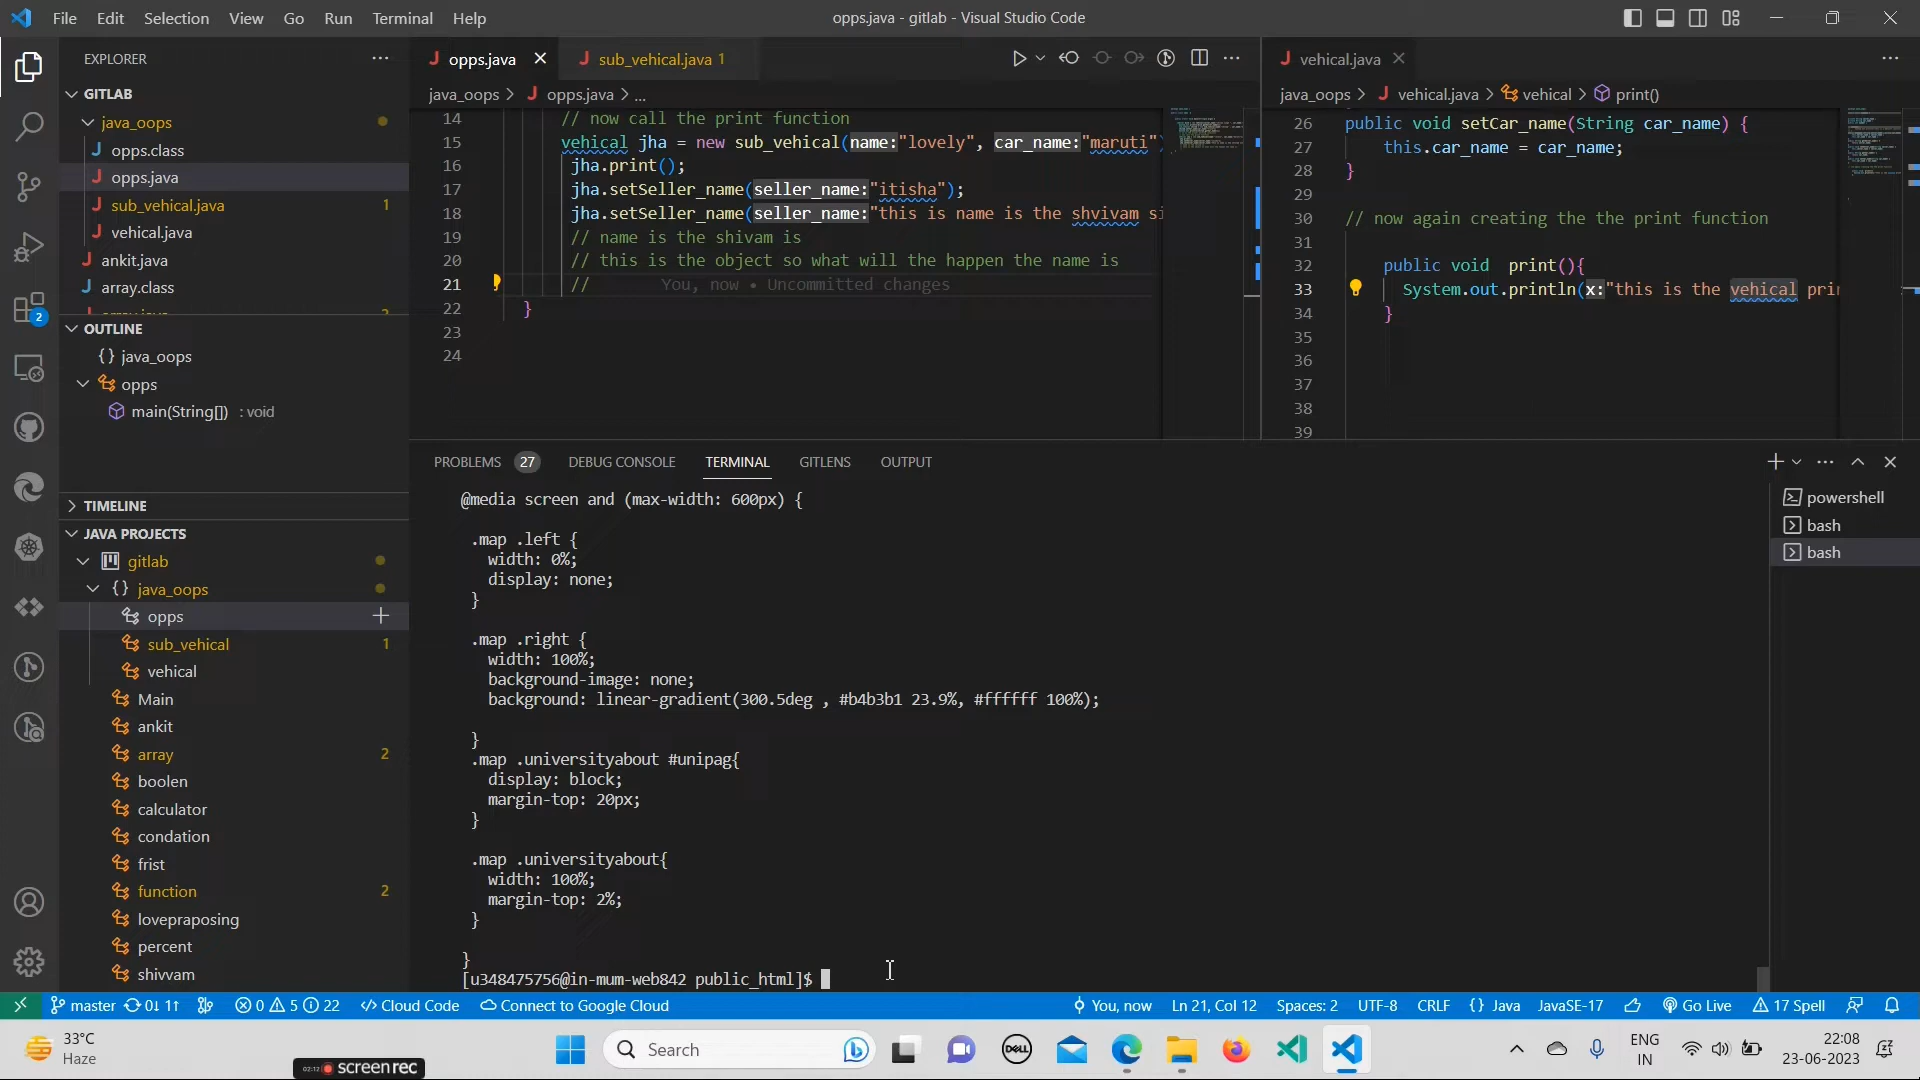 File Edit Selection View Go Run Terminal Help
opps.java - gitlab - Visual Studio Code
EXPLORER
GITLAB
java_oops
opps.class
opps.java
sub_vehical.java 1
vehical.java
ankit.java
array.class
OUTLINE
{} java_oops
opps
main(String[]) : void
TIMELINE
JAVA PROJECTS
gitlab
{} java_oops
opps
sub_vehical 1
vehical
Main
ankit
array 2
boolen
calculator
condation
frist
function 2
lovepraposing
percent
shivvam
opps.java
sub_vehical.java 1
java_oops > opps.java > ...
14 // now call the print function
15 vehical jha = new sub_vehical(name:"lovely", car_name:"maruti"
16 jha.print();
17 jha.setSeller_name(seller_name:"itisha");
18 jha.setSeller_name(seller_name:"this is name is the shvivam si
19 // name is the shivam is
20 // this is the object so what will the happen the name is
21 // You, now • Uncommitted changes
22 }
23
24
vehical.java
java_oops > vehical.java > vehical > print()
26 public void setCar_name(String car_name) {
27 this.car_name = car_name;
28 }
29
30 // now again creating the the print function
31
32 public void print(){
33 System.out.println(x:"this is the vehical prin
34 }
35
36
37
38
39
PROBLEMS 27 DEBUG CONSOLE TERMINAL GITLENS OUTPUT
@media screen and (max-width: 600px) {
.map .left {
width: 0%;
display: none;
}
.map .right {
width: 100%;
background-image: none;
background: linear-gradient(300.5deg , #b4b3b1 23.9%, #ffffff 100%);
}
.map .universityabout #unipag{
display: block;
margin-top: 20px;
}
.map .universityabout{
width: 100%;
margin-top: 2%;
}
}
[u348475756@in-mum-web842 public_html]$
powershell
bash
bash
2
master 0↓ 1↑ 0 5 22 Cloud Code Connect to Google Cloud
You, now Ln 21, Col 12 Spaces: 2 UTF-8 CRLF {} Java JavaSE-17 Go Live 17 Spell
33°C
Haze
02:12 screenrec
Search
DELL
ENG
IN
22:08
23-06-2023